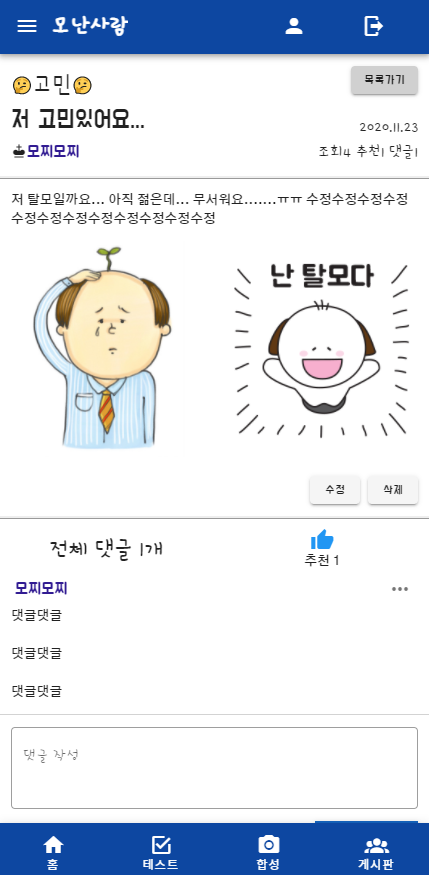 모난사람
🤔고민🤔
목록가기
저 고민있어요...
2020.11.23
모찌모찌
조회4 추천1 댓글1
저 탈모일까요... 아직 젊은데... 무서워요.......ㅠㅠ 수정수정수정수정
수정수정수정수정수정수정수정수정
난 탈모다
수정
삭제
전체 댓글 1개
추천 1
모찌모찌
댓글댓글
댓글댓글
댓글댓글
댓글 작성
홈
테스트
합성
게시판